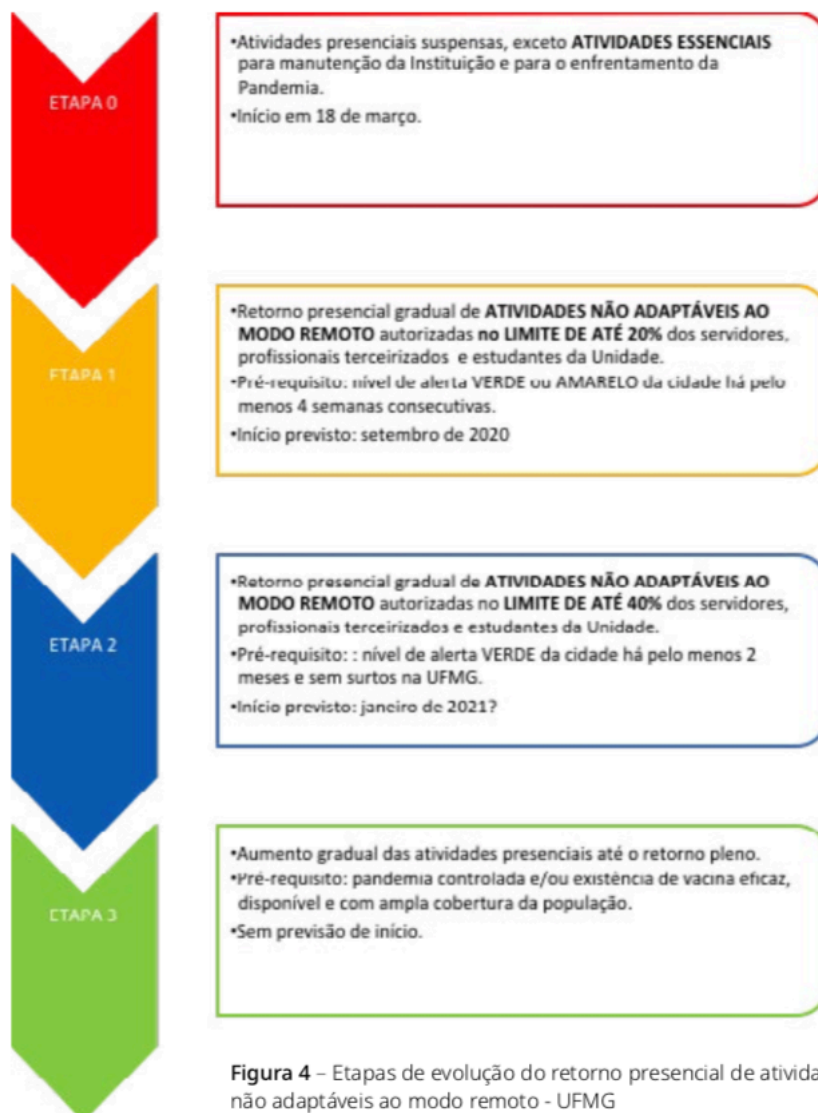 ETAPA 0
•Atividades presenciais suspensas, exceto ATIVIDADES ESSENCIAIS
para manutenção da Instituição e para o enfrentamento da
Pandemia.
•Início em 18 de março.
ETAPA 1
•Retorno presencial gradual de ATIVIDADES NÃO ADAPTÁVEIS AO
MODO REMOTO autorizadas no LIMITE DE ATÉ 20% dos servidores,
profissionais terceirizados e estudantes da Unidade.
•Pré-requisito: nível de alerta VERDE ou AMARELO da cidade há pelo
menos 4 semanas consecutivas.
•Início previsto: setembro de 2020
ETAPA 2
•Retorno presencial gradual de ATIVIDADES NÃO ADAPTÁVEIS AO
MODO REMOTO autorizadas no LIMITE DE ATÉ 40% dos servidores,
profissionais terceirizados e estudantes da Unidade.
•Pré-requisito: : nível de alerta VERDE da cidade há pelo menos 2
meses e sem surtos na UFMG.
•Início previsto: janeiro de 2021?
ETAPA 3
•Aumento gradual das atividades presenciais até o retorno pleno.
•Pré-requisito: pandemia controlada e/ou existência de vacina eficaz,
disponível e com ampla cobertura da população.
•Sem previsão de início.
Figura 4 – Etapas de evolução do retorno presencial de ativida
não adaptáveis ao modo remoto - UFMG